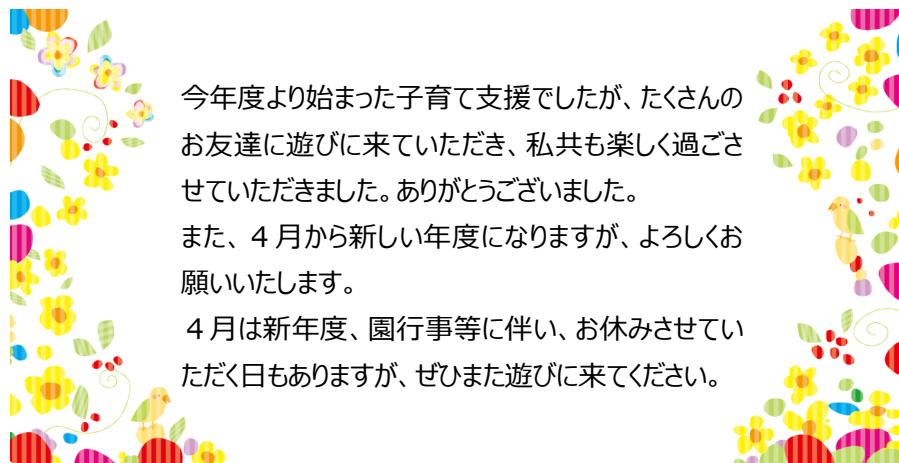 今年度より始まった子育て支援でしたが、たくさんの
お友達に遊びに来ていただき、私共も楽しく過ごさ
せていただきました。ありがとうございました。
また、4月から新しい年度になりますが、よろしくお
願いいたします。
4月は新年度、園行事等に伴い、お休みさせてい
ただく日もありますが、ぜひまた遊びに来てください。